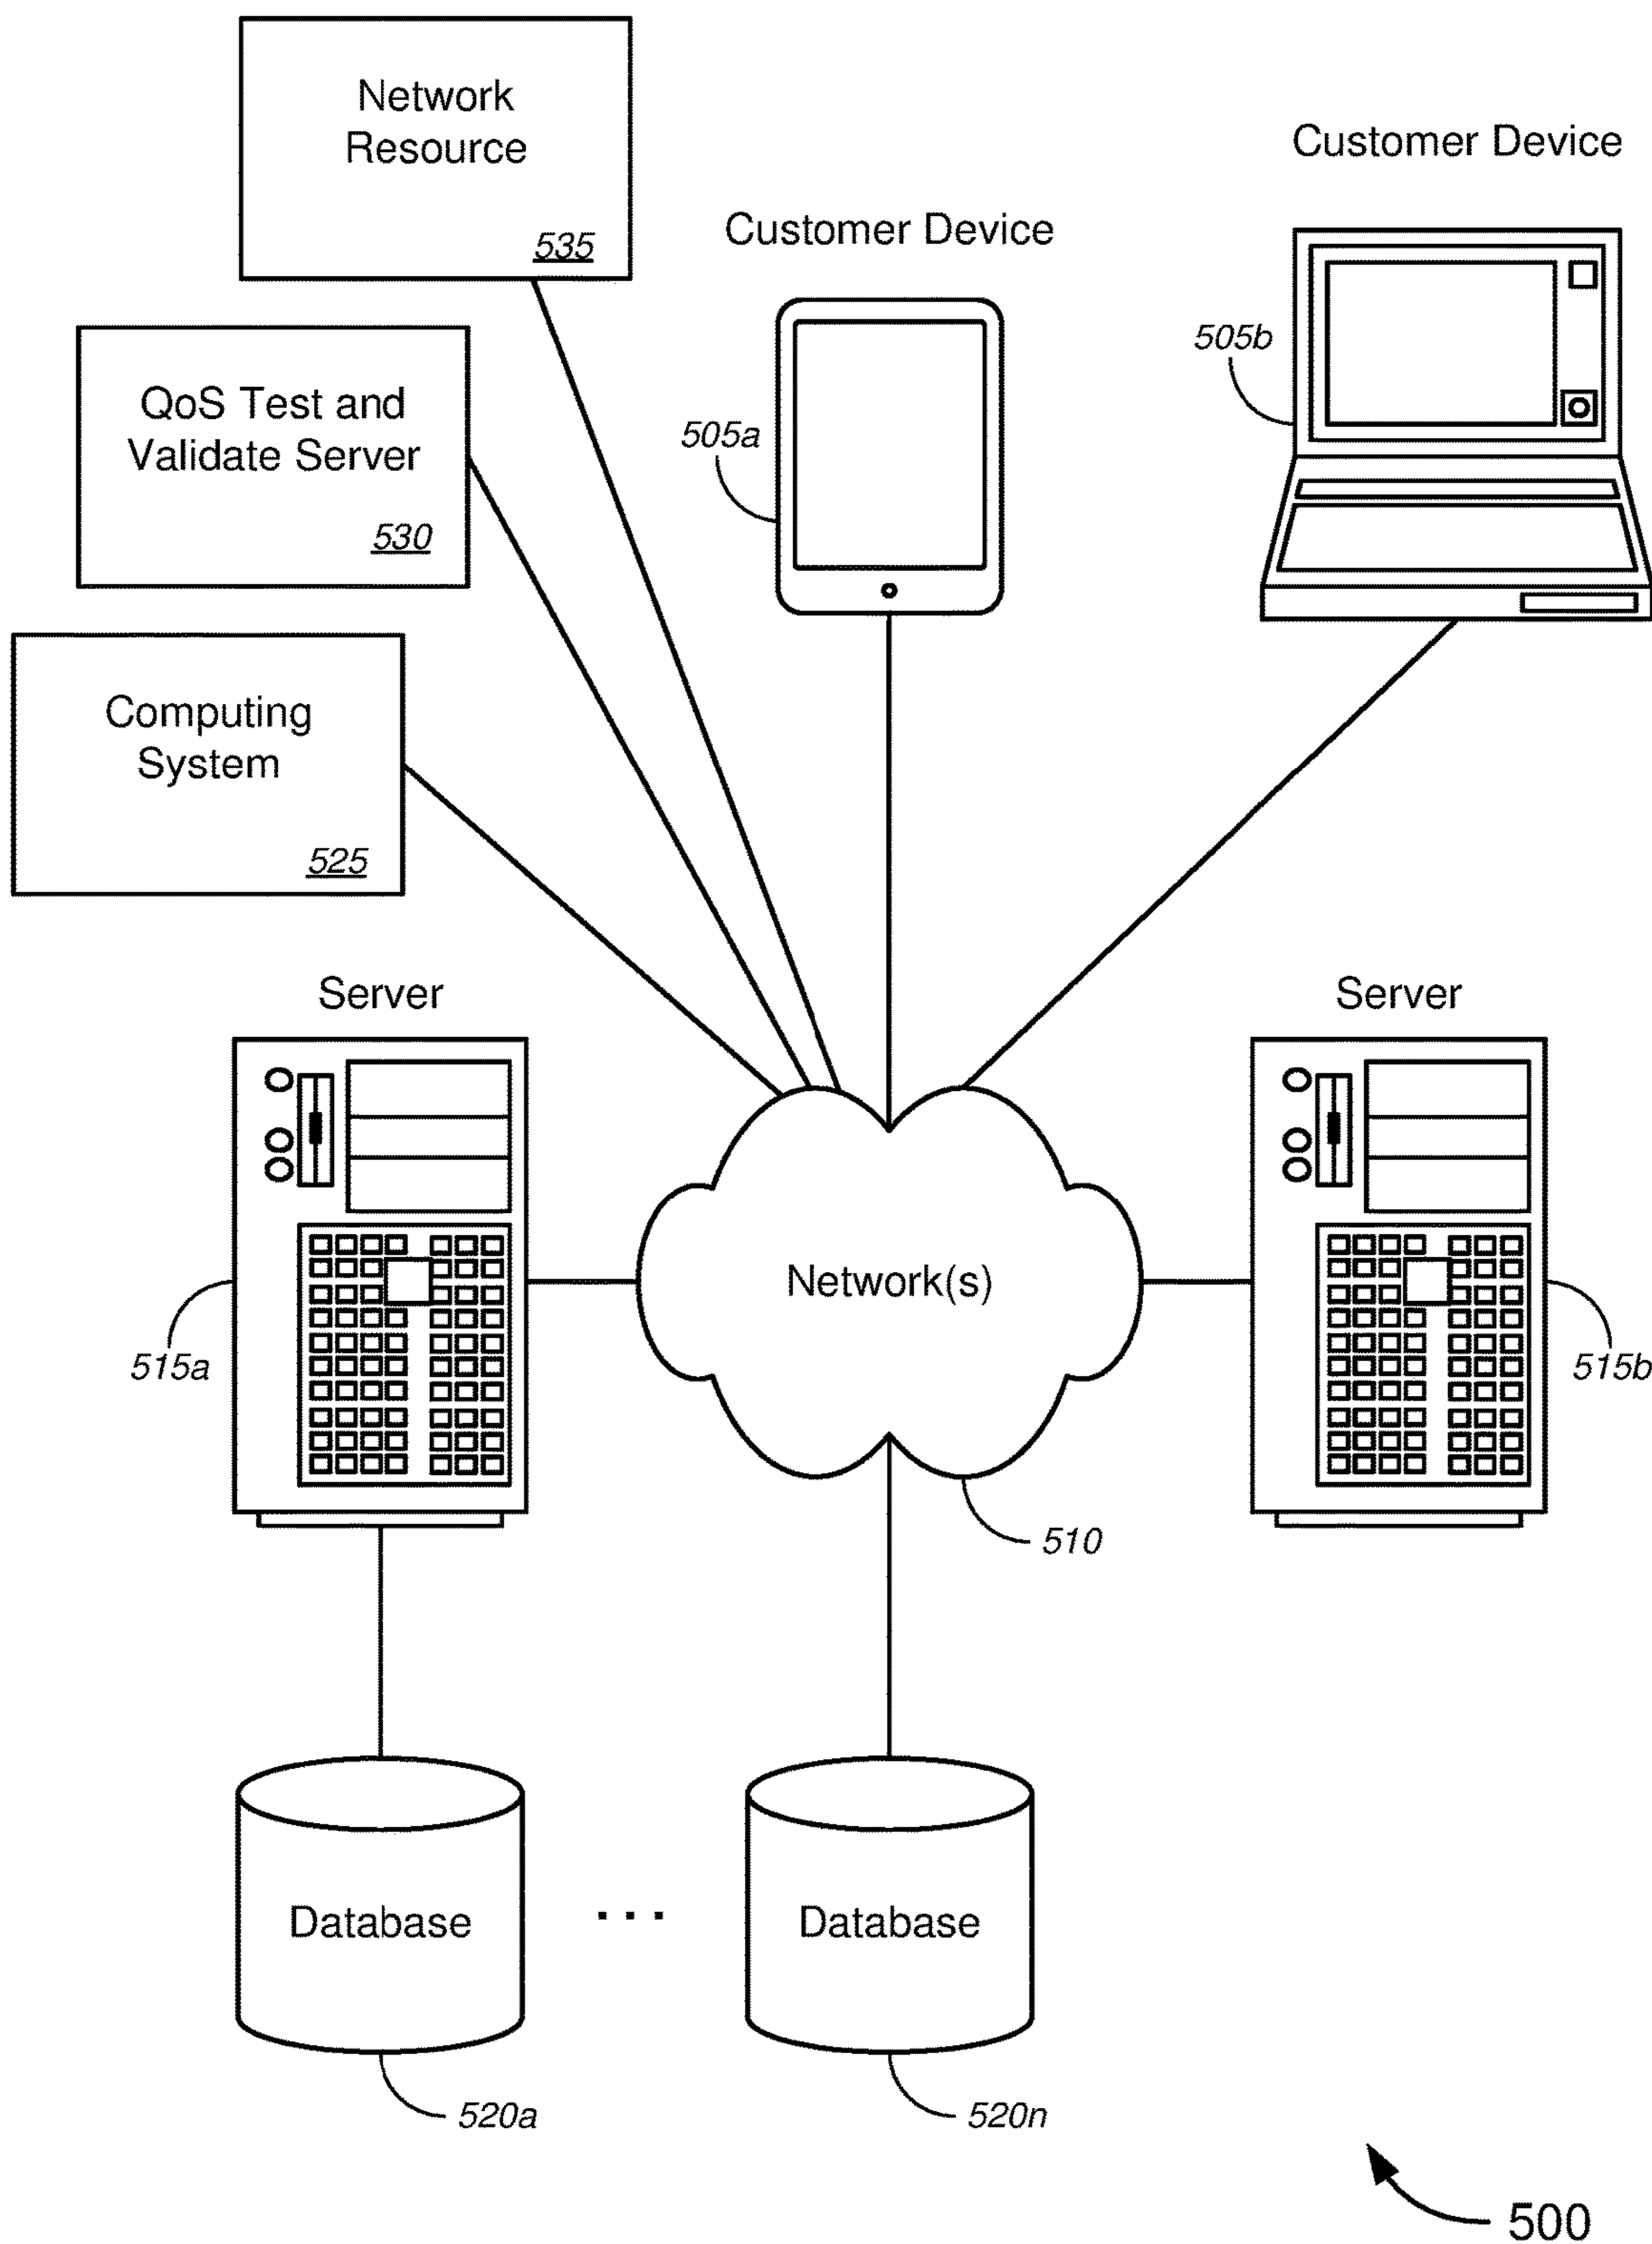 Network
Resource
535
Customer Device
Customer Device
QoS Test and
Validate Server
530
505a
505b
Computing
System
525
Server
Server
Network(s)
515a
515b
510
Database
...
Database
520a
520n
500